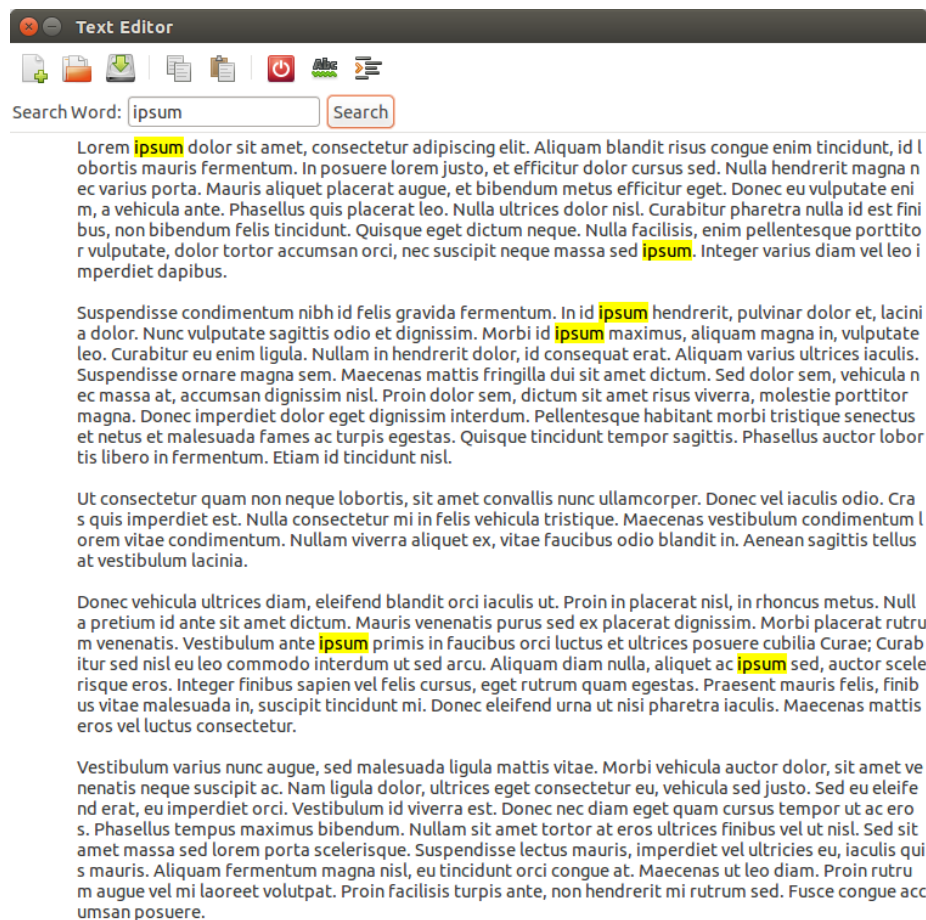 Text Editor
Abc
Search Word: ipsum Search
Lorem ipsum dolor sit amet, consectetur adipiscing elit. Aliquam blandit risus congue enim tincidunt, id l
obortis mauris fermentum. In posuere lorem justo, et efficitur dolor cursus sed. Nulla hendrerit magna n
ec varius porta. Mauris aliquet placerat augue, et bibendum metus efficitur eget. Donec eu vulputate eni
m, a vehicula ante. Phasellus quis placerat leo. Nulla ultrices dolor nisl. Curabitur pharetra nulla id est fini
bus, non bibendum felis tincidunt. Quisque eget dictum neque. Nulla facilisis, enim pellentesque porttito
r vulputate, dolor tortor accumsan orci, nec suscipit neque massa sed ipsum. Integer varius diam vel leo i
mperdiet dapibus.
Suspendisse condimentum nibh id felis gravida fermentum. In id ipsum hendrerit, pulvinar dolor et, lacini
a dolor. Nunc vulputate sagittis odio et dignissim. Morbi id ipsum maximus, aliquam magna in, vulputate
leo. Curabitur eu enim ligula. Nullam in hendrerit dolor, id consequat erat. Aliquam varius ultrices iaculis.
Suspendisse ornare magna sem. Maecenas mattis fringilla dui sit amet dictum. Sed dolor sem, vehicula n
ec massa at, accumsan dignissim nisl. Proin dolor sem, dictum sit amet risus viverra, molestie porttitor
magna. Donec imperdiet dolor eget dignissim interdum. Pellentesque habitant morbi tristique senectus
et netus et malesuada fames ac turpis egestas. Quisque tincidunt tempor sagittis. Phasellus auctor lobor
tis libero in fermentum. Etiam id tincidunt nisl.
Ut consectetur quam non neque lobortis, sit amet convallis nunc ullamcorper. Donec vel iaculis odio. Cra
s quis imperdiet est. Nulla consectetur mi in felis vehicula tristique. Maecenas vestibulum condimentum l
orem vitae condimentum. Nullam viverra aliquet ex, vitae faucibus odio blandit in. Aenean sagittis tellus
at vestibulum lacinia.
Donec vehicula ultrices diam, eleifend blandit orci iaculis ut. Proin in placerat nisl, in rhoncus metus. Null
a pretium id ante sit amet dictum. Mauris venenatis purus sed ex placerat dignissim. Morbi placerat rutru
m venenatis. Vestibulum ante ipsum primis in faucibus orci luctus et ultrices posuere cubilia Curae; Curab
itur sed nisl eu leo commodo interdum ut sed arcu. Aliquam diam nulla, aliquet ac ipsum sed, auctor scele
risque eros. Integer finibus sapien vel felis cursus, eget rutrum quam egestas. Praesent mauris felis, finib
us vitae malesuada in, suscipit tincidunt mi. Donec eleifend urna ut nisi pharetra iaculis. Maecenas mattis
eros vel luctus consectetur.
Vestibulum varius nunc augue, sed malesuada ligula mattis vitae. Morbi vehicula auctor dolor, sit amet ve
nenatis neque suscipit ac. Nam ligula dolor, ultrices eget consectetur eu, vehicula sed justo. Sed eu eleife
nd erat, eu imperdiet orci. Vestibulum id viverra est. Donec nec diam eget quam cursus tempor ut ac ero
s. Phasellus tempus maximus bibendum. Nullam sit amet tortor at eros ultrices finibus vel ut nisl. Sed sit
amet massa sed lorem porta scelerisque. Suspendisse lectus mauris, imperdiet vel ultricies eu, iaculis qui
s mauris. Aliquam fermentum magna nisl, eu tincidunt orci congue at. Maecenas ut leo diam. Proin rutru
m augue vel mi laoreet volutpat. Proin facilisis turpis ante, non hendrerit mi rutrum sed. Fusce congue acc
umsan posuere.